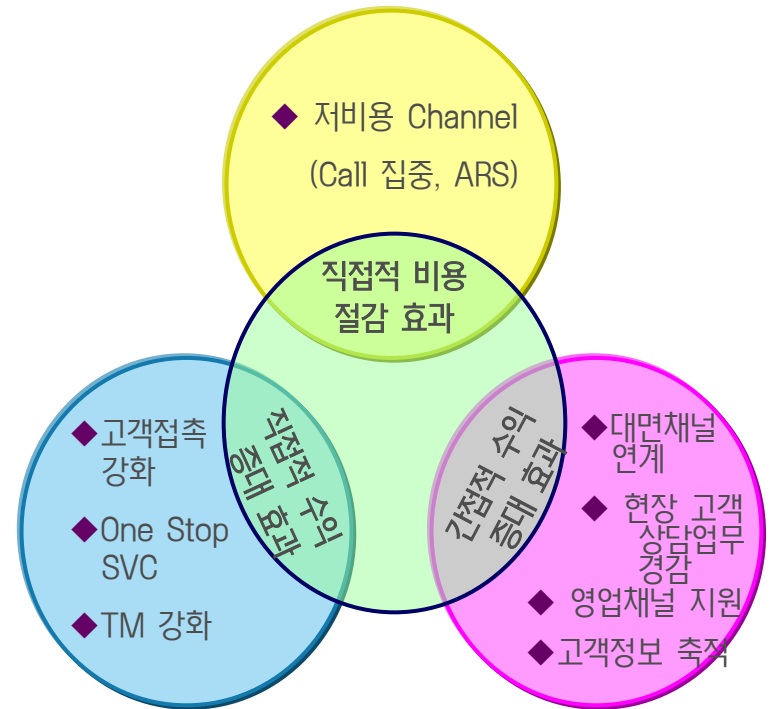 ◆ 저비용 Channel
(Call 집중, ARS)
직접적 비용
절감 효과
◆고객접촉
강화
◆One Stop
SVC
◆TM 강화
직접적 수익
증대 효과
간접적 수익
증대 효과
◆대면채널
연계
◆ 현장 고객
상담업무
경감
◆ 영업채널 지원
◆고객정보 축적